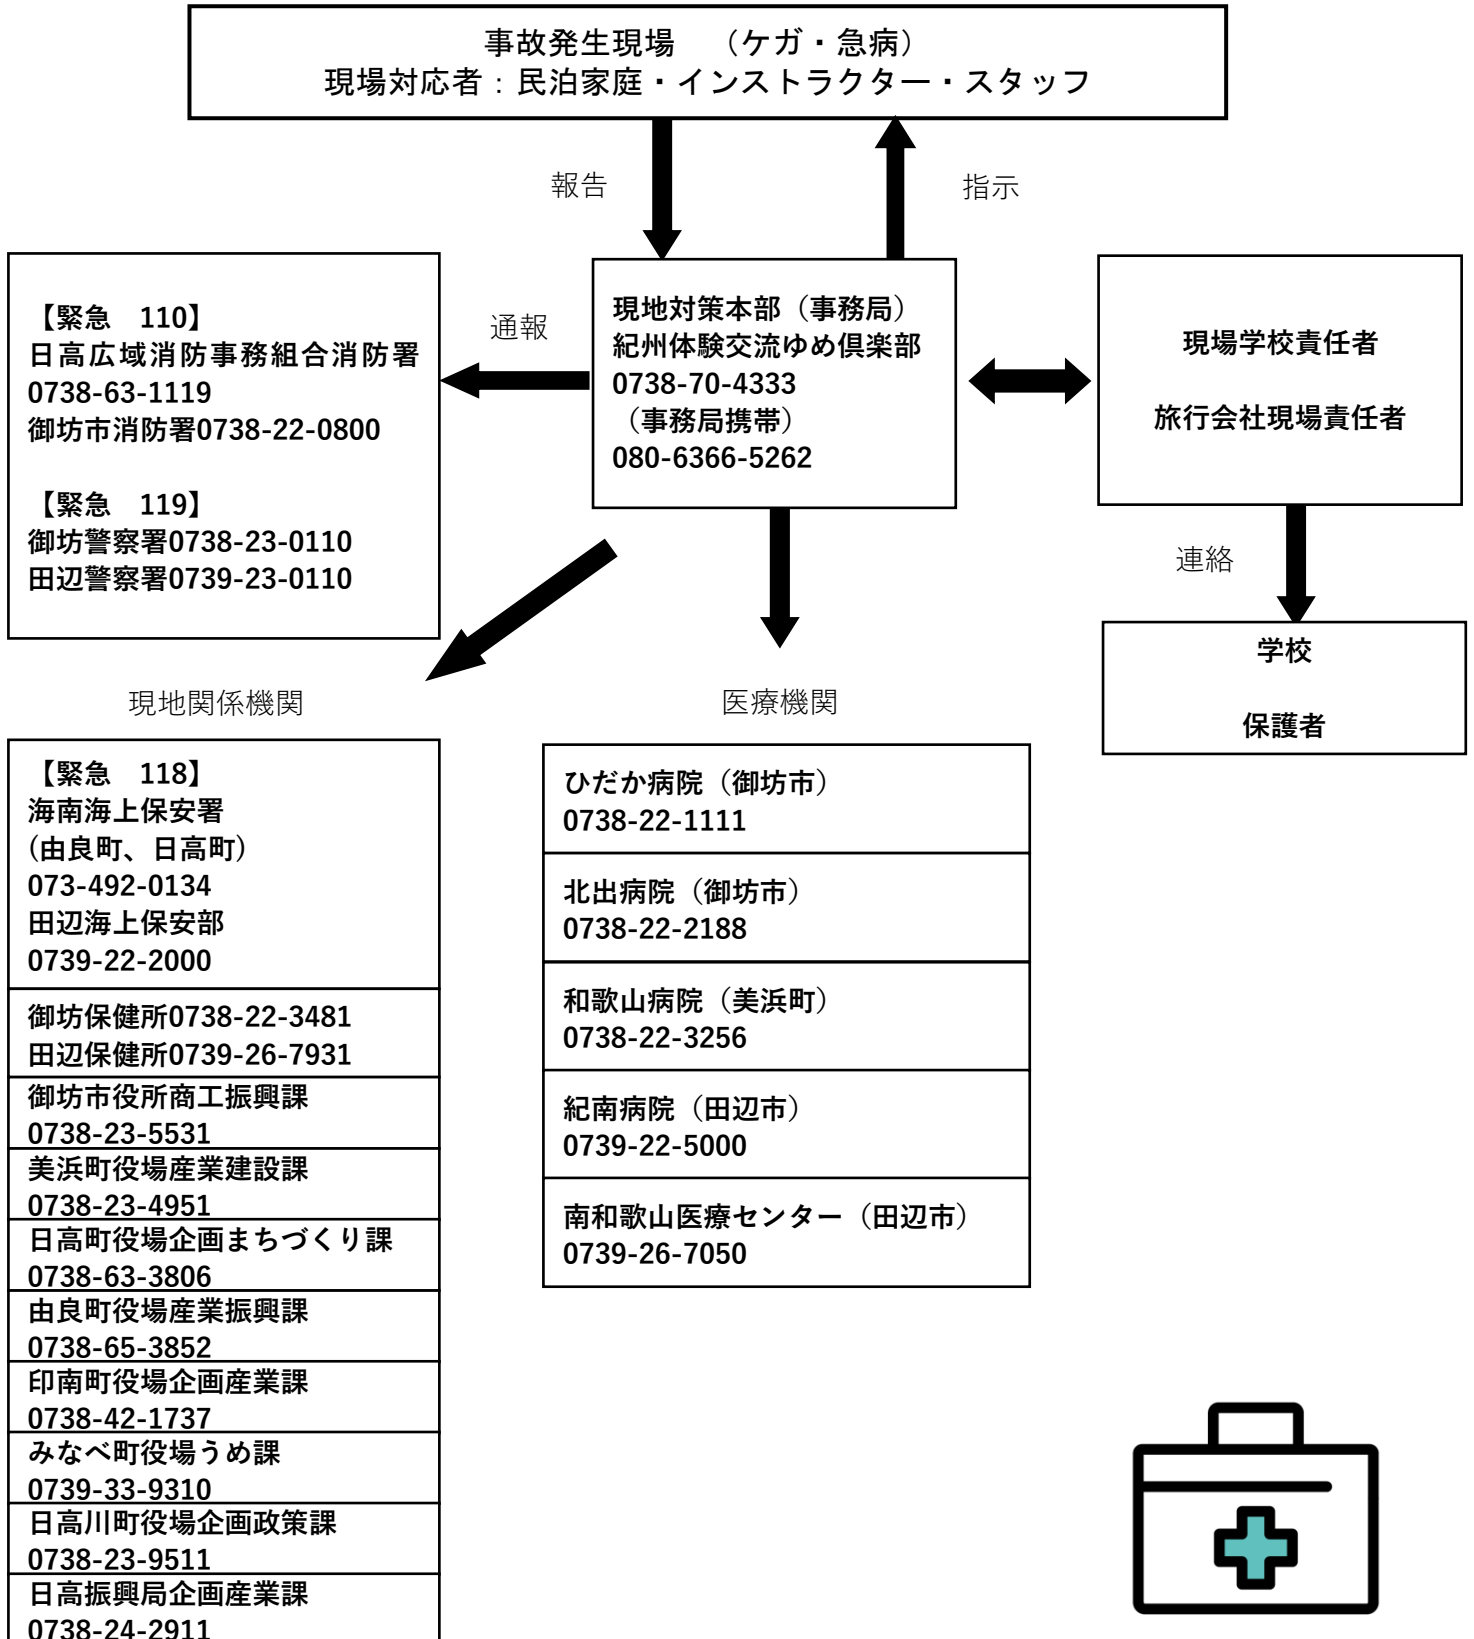 事故発生現場　（ケガ・急病）
現場対応者：民泊家庭・インストラクター・スタッフ
報告
指示
【緊急　110】
日高広域消防事務組合消防署
0738-63-1119
御坊市消防署0738-22-0800
【緊急　119】
御坊警察署0738-23-0110
田辺警察署0739-23-0110
通報
現地対策本部（事務局）
紀州体験交流ゆめ倶楽部
0738-70-4333
（事務局携帯）
080-6366-5262
現場学校責任者
旅行会社現場責任者
連絡
学校
保護者
現地関係機関
【緊急　118】
海南海上保安署
(由良町、日高町)
073-492-0134
田辺海上保安部
0739-22-2000
御坊保健所0738-22-3481
田辺保健所0739-26-7931
御坊市役所商工振興課
0738-23-5531
美浜町役場産業建設課
0738-23-4951
日高町役場企画まちづくり課
0738-63-3806
由良町役場産業振興課
0738-65-3852
印南町役場企画産業課
0738-42-1737
みなべ町役場うめ課
0739-33-9310
日高川町役場企画政策課
0738-23-9511
日高振興局企画産業課
0738-24-2911
医療機関
ひだか病院（御坊市）
0738-22-1111
北出病院（御坊市）
0738-22-2188
和歌山病院（美浜町）
0738-22-3256
紀南病院（田辺市）
0739-22-5000
南和歌山医療センター（田辺市）
0739-26-7050